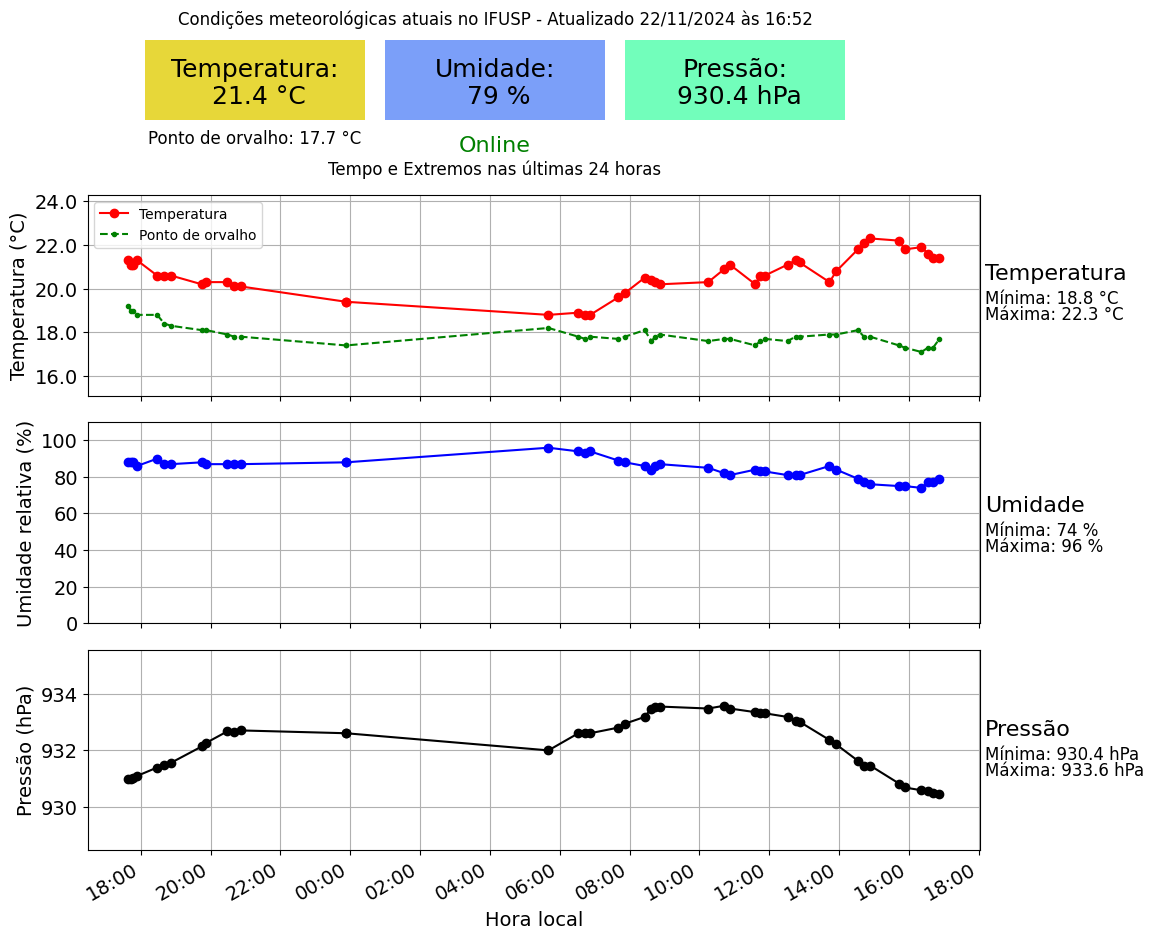 Condições meteorológicas atuais no IFUSP - Atualizado 22/11/2024 às 16:52
Temperatura:
21.4 °C
Umidade:
79 %
Pressão:
930.4 hPa
Ponto de orvalho: 17.7 °C
Online
Tempo e Extremos nas últimas 24 horas
Temperatura (°C)
24.0
22.0
20.0
18.0
16.0
Temperatura
Ponto de orvalho
Temperatura
Mínima: 18.8 °C
Máxima: 22.3 °C
Umidade relativa (%)
100
80
60
40
20
0
Umidade
Mínima: 74 %
Máxima: 96 %
Pressão (hPa)
934
932
930
Pressão
Mínima: 930.4 hPa
Máxima: 933.6 hPa
18:00 20:00 22:00 00:00 02:00 04:00 06:00 08:00 10:00 12:00 14:00 16:00 18:00
Hora local